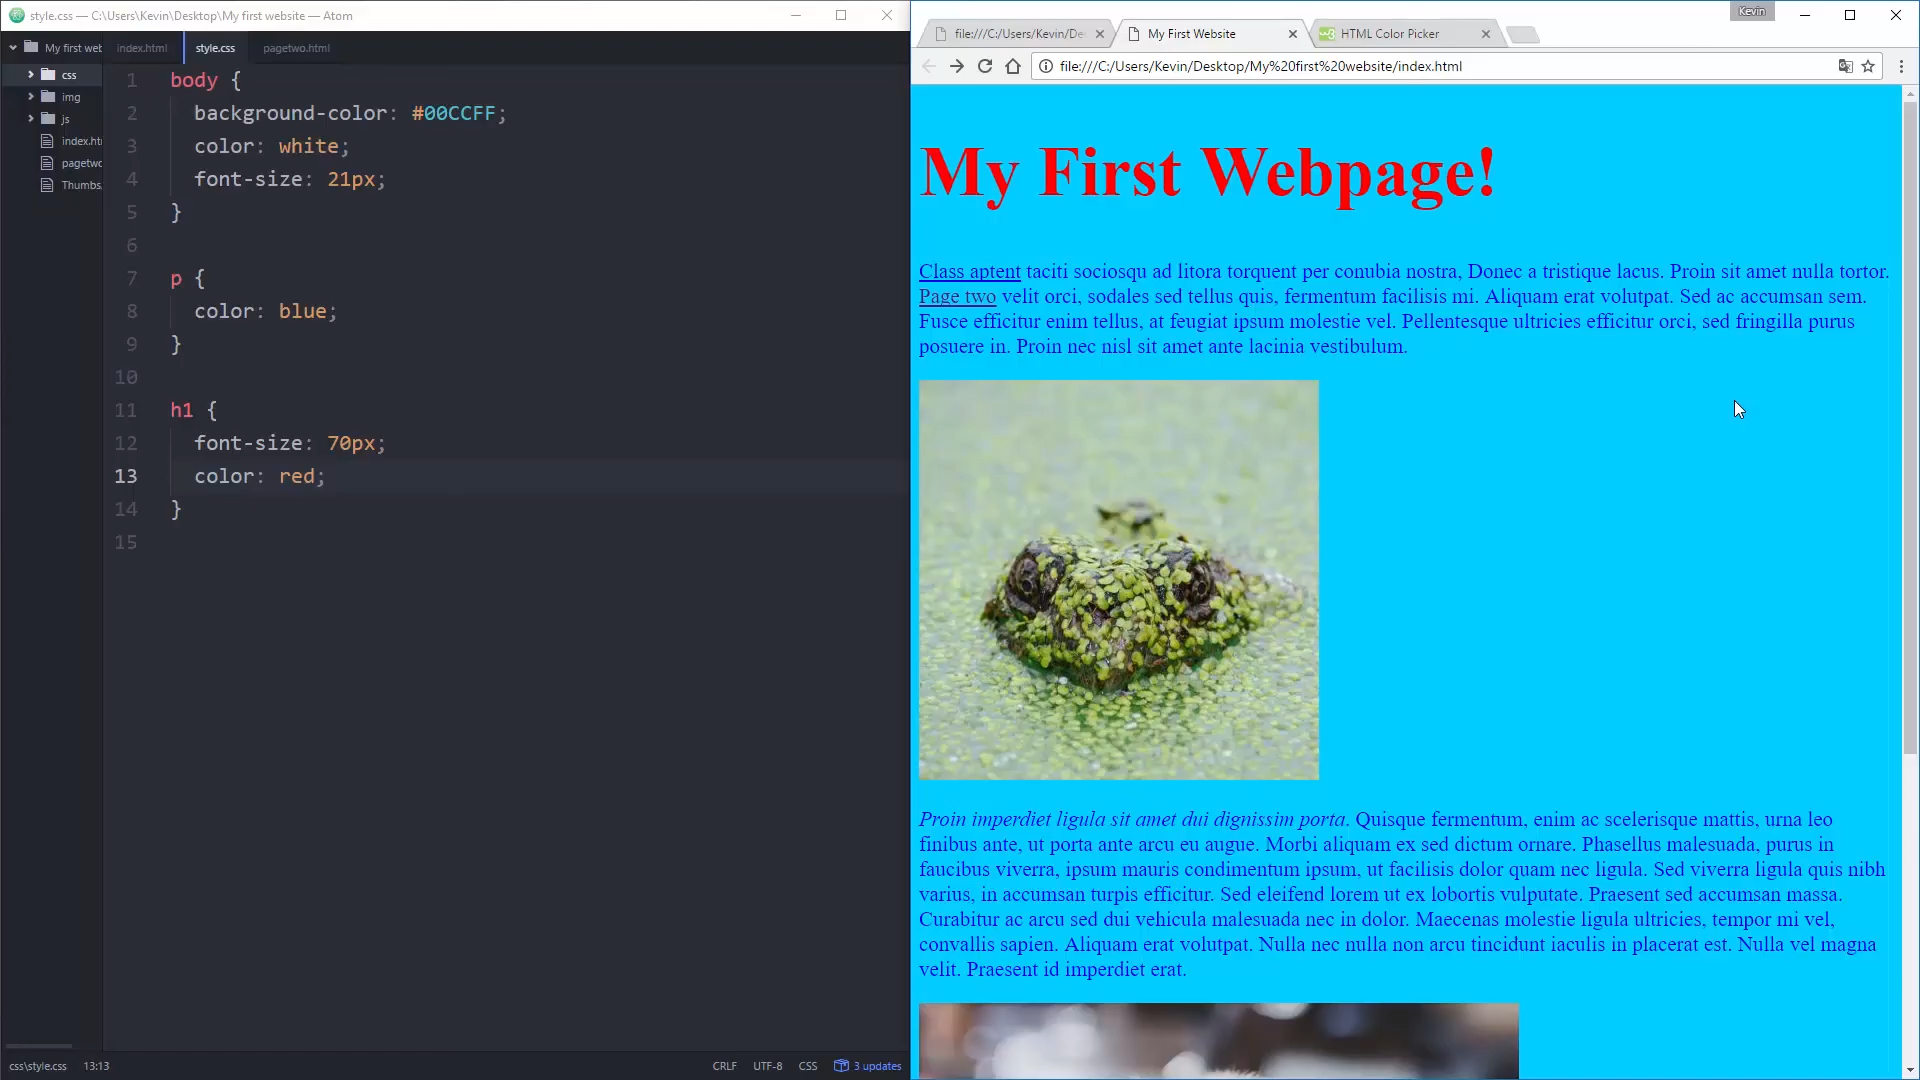 style.css — C:\Users\Kevin\Desktop\My first website — Atom
My first web
css
img
js
index.ht
pagetwo
Thumbs.
index.html
style.css
pagetwo.html
1 body {
2 background-color: #00CCFF;
3 color: white;
4 font-size: 21px;
5 }
6
7 p {
8 color: blue;
9 }
10
11 h1 {
12 font-size: 70px;
13 color: red;
14 }
15
css\style.css 13:13 CRLF UTF-8 CSS 3 updates
Kevin
file:///C:/Users/Kevin/De
My First Website
HTML Color Picker
file:///C:/Users/Kevin/Desktop/My%20first%20website/index.html
My First Webpage!
Class aptent taciti sociosqu ad litora torquent per conubia nostra, Donec a tristique lacus. Proin sit amet nulla tortor.
Page two velit orci, sodales sed tellus quis, fermentum facilisis mi. Aliquam erat volutpat. Sed ac accumsan sem.
Fusce efficitur enim tellus, at feugiat ipsum molestie vel. Pellentesque ultricies efficitur orci, sed fringilla purus
posuere in. Proin nec nisl sit amet ante lacinia vestibulum.
Proin imperdiet ligula sit amet dui dignissim porta. Quisque fermentum, enim ac scelerisque mattis, urna leo
finibus ante, ut porta ante arcu eu augue. Morbi aliquam ex sed dictum ornare. Phasellus malesuada, purus in
faucibus viverra, ipsum mauris condimentum ipsum, ut facilisis dolor quam nec ligula. Sed viverra ligula quis nibh
varius, in accumsan turpis efficitur. Sed eleifend lorem ut ex lobortis vulputate. Praesent sed accumsan massa.
Curabitur ac arcu sed dui vehicula malesuada nec in dolor. Maecenas molestie ligula ultricies, tempor mi vel,
convallis sapien. Aliquam erat volutpat. Nulla nec nulla non arcu tincidunt iaculis in placerat est. Nulla vel magna
velit. Praesent id imperdiet erat.